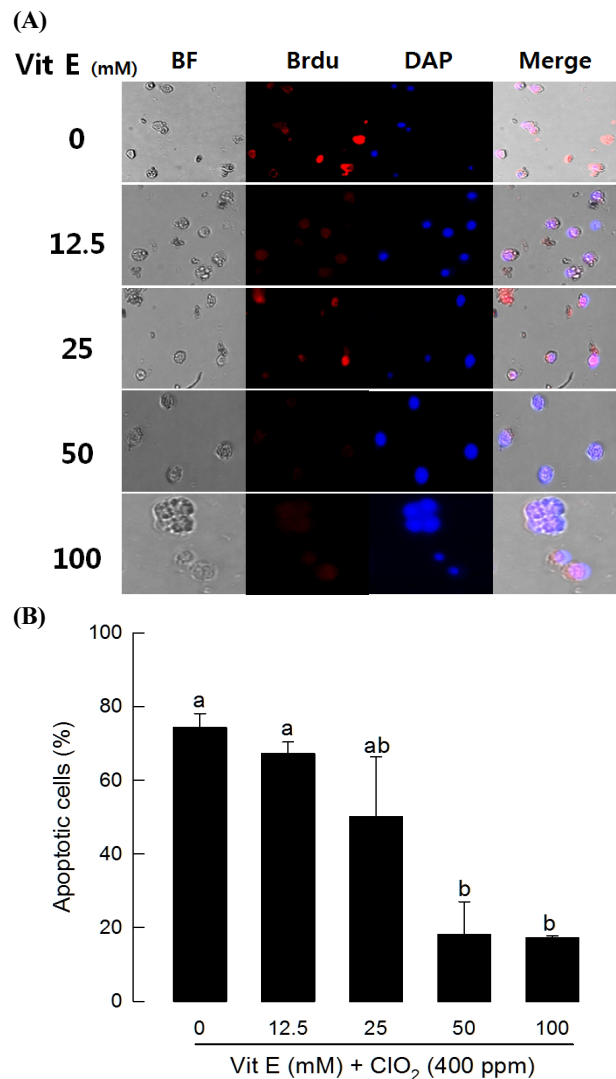 (A)
Vit E (mM) BF Brdu DAP Merge
0
12.5
25
50
100
(B)
100
80
60
40
20
0
Apoptotic cells (%)
a a ab b b
0 12.5 25 50 100
Vit E (mM) + ClO₂ (400 ppm)